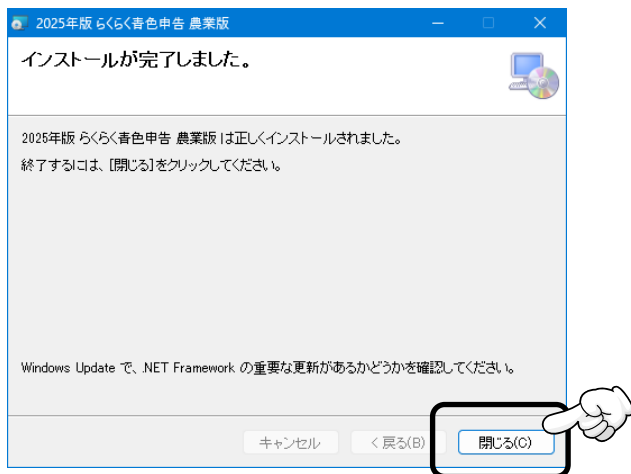 2025年版 らくらく青色申告 農業版
インストールが完了しました。
2025年版 らくらく青色申告 農業版 は正しくインストールされました。
終了するには、[閉じる]をクリックしてください。
Windows Update で、.NET Framework の重要な更新があるかどうかを確認してください。
キャンセル
< 戻る(B)
閉じる(C)